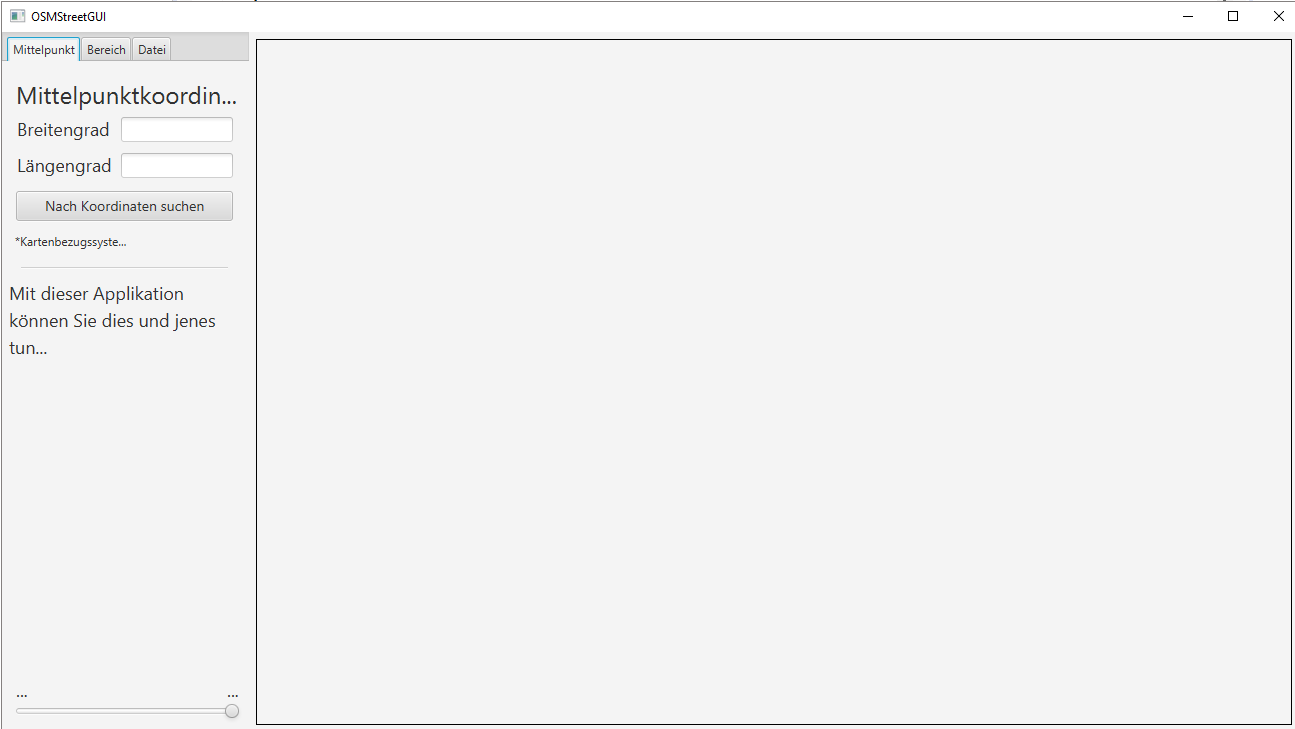 OSMStreetGUI
Mittelpunkt Bereich Datei
Mittelpunktkoordin...
Breitengrad
Längengrad
Nach Koordinaten suchen
*Kartenbezugssyste...
Mit dieser Applikation
können Sie dies und jenes
tun...
... ...